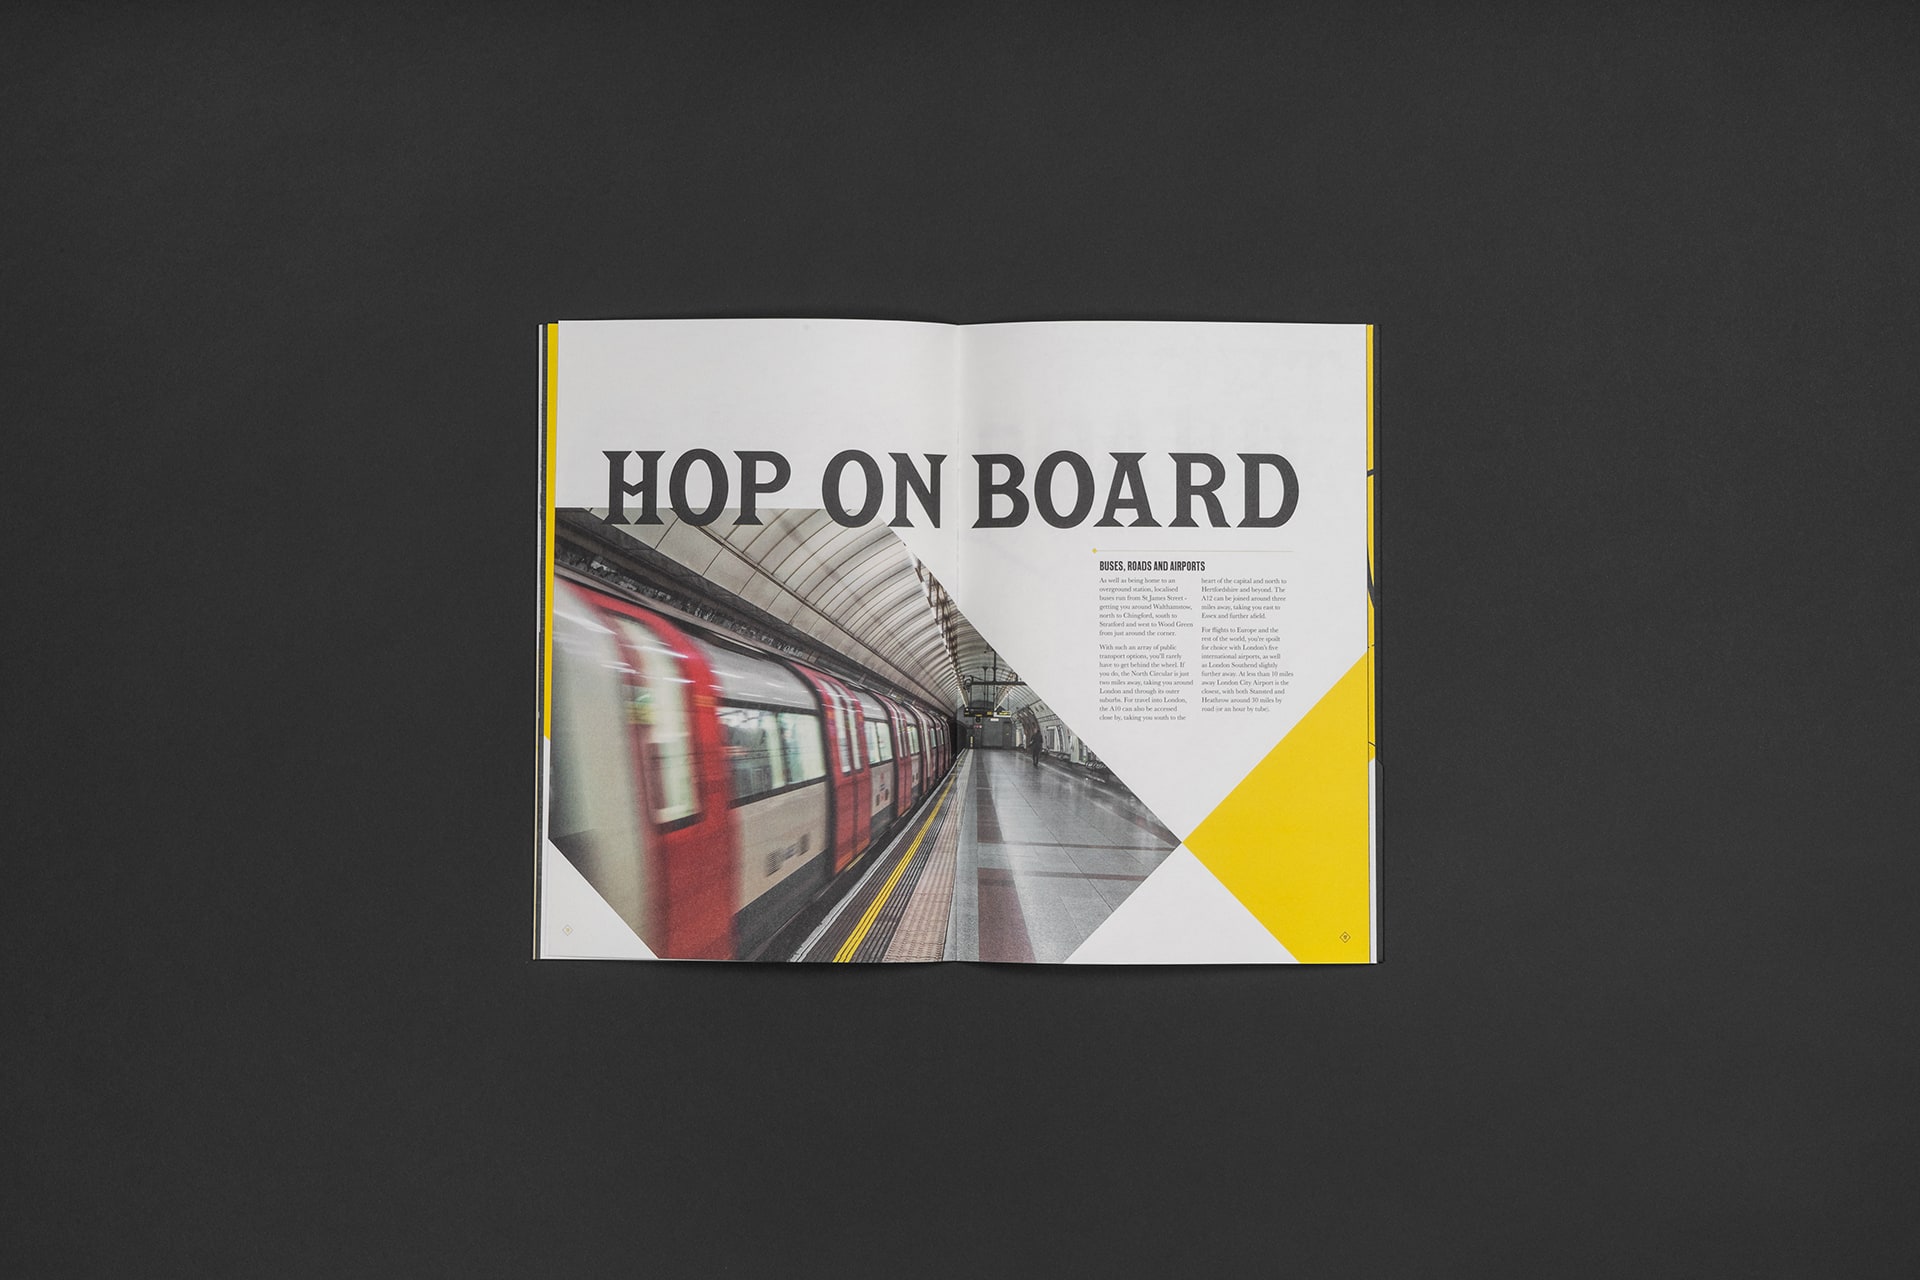 HOP ON BOARD
BUSES, ROADS AND AIRPORTS
As well as being home to an
overground station, localised
buses run from St James Street -
getting you around Walthamstow,
north to Chingford, south to
Stratford and west to Wood Green
from just around the corner.
With such an array of public
transport options, you'll rarely
have to get behind the wheel. If
you do, the North Circular is just
two miles away, taking you around
London and through its outer
suburbs. For travel into London,
the A10 can also be accessed
close by, taking you south to the
heart of the capital and north to
Hertfordshire and beyond. The
A12 can be joined around three
miles away, taking you east to
Essex and further afield.
For flights to Europe and the
rest of the world, you're spoilt
for choice with London's five
international airports, as well
as London Southend slightly
further away. At less than 10 miles
away London City Airport is the
closest, with both Stansted and
Heathrow around 30 miles by
road (or an hour by tube).